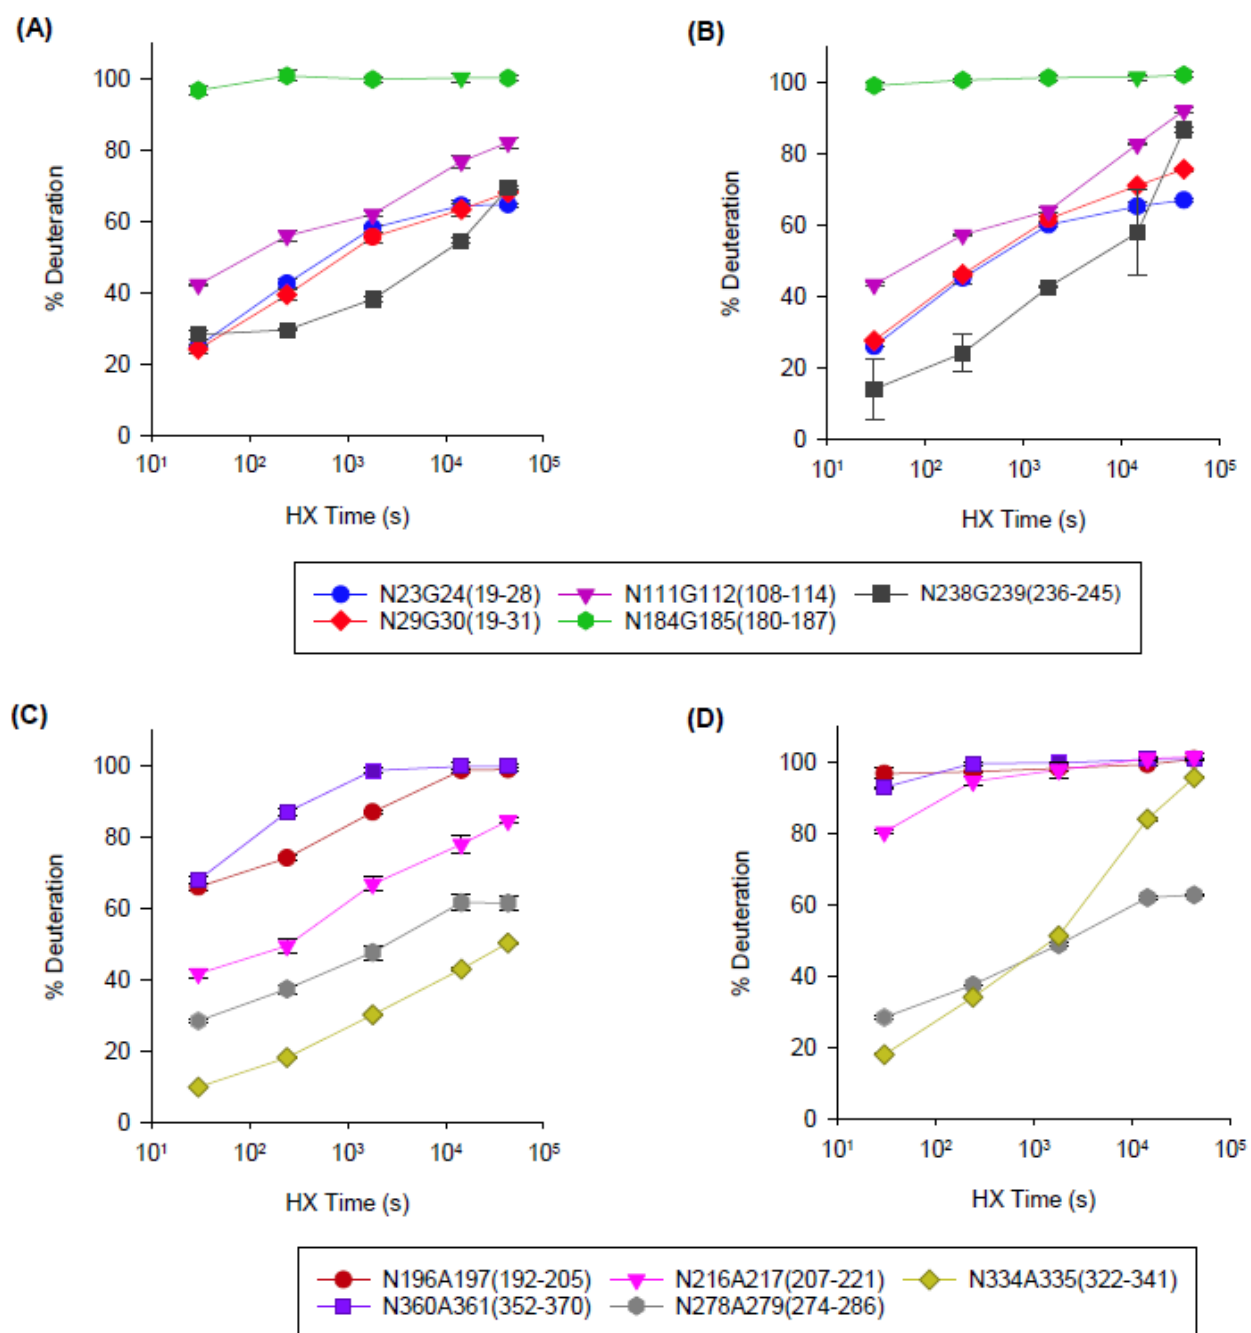 (A)
(B)
100
80
60
40
20
0
% Deuteration
10¹ 10² 10³ 10⁴ 10⁵
HX Time (s)
100
80
60
40
20
0
% Deuteration
10¹ 10² 10³ 10⁴ 10⁵
HX Time (s)
N23G24(19-28) N111G112(108-114) N238G239(236-245)
N29G30(19-31) N184G185(180-187)
(C)
(D)
100
80
60
40
20
0
% Deuteration
10¹ 10² 10³ 10⁴ 10⁵
HX Time (s)
100
80
60
40
20
0
% Deuteration
10¹ 10² 10³ 10⁴ 10⁵
HX Time (s)
N196A197(192-205) N216A217(207-221) N334A335(322-341)
N360A361(352-370) N278A279(274-286)